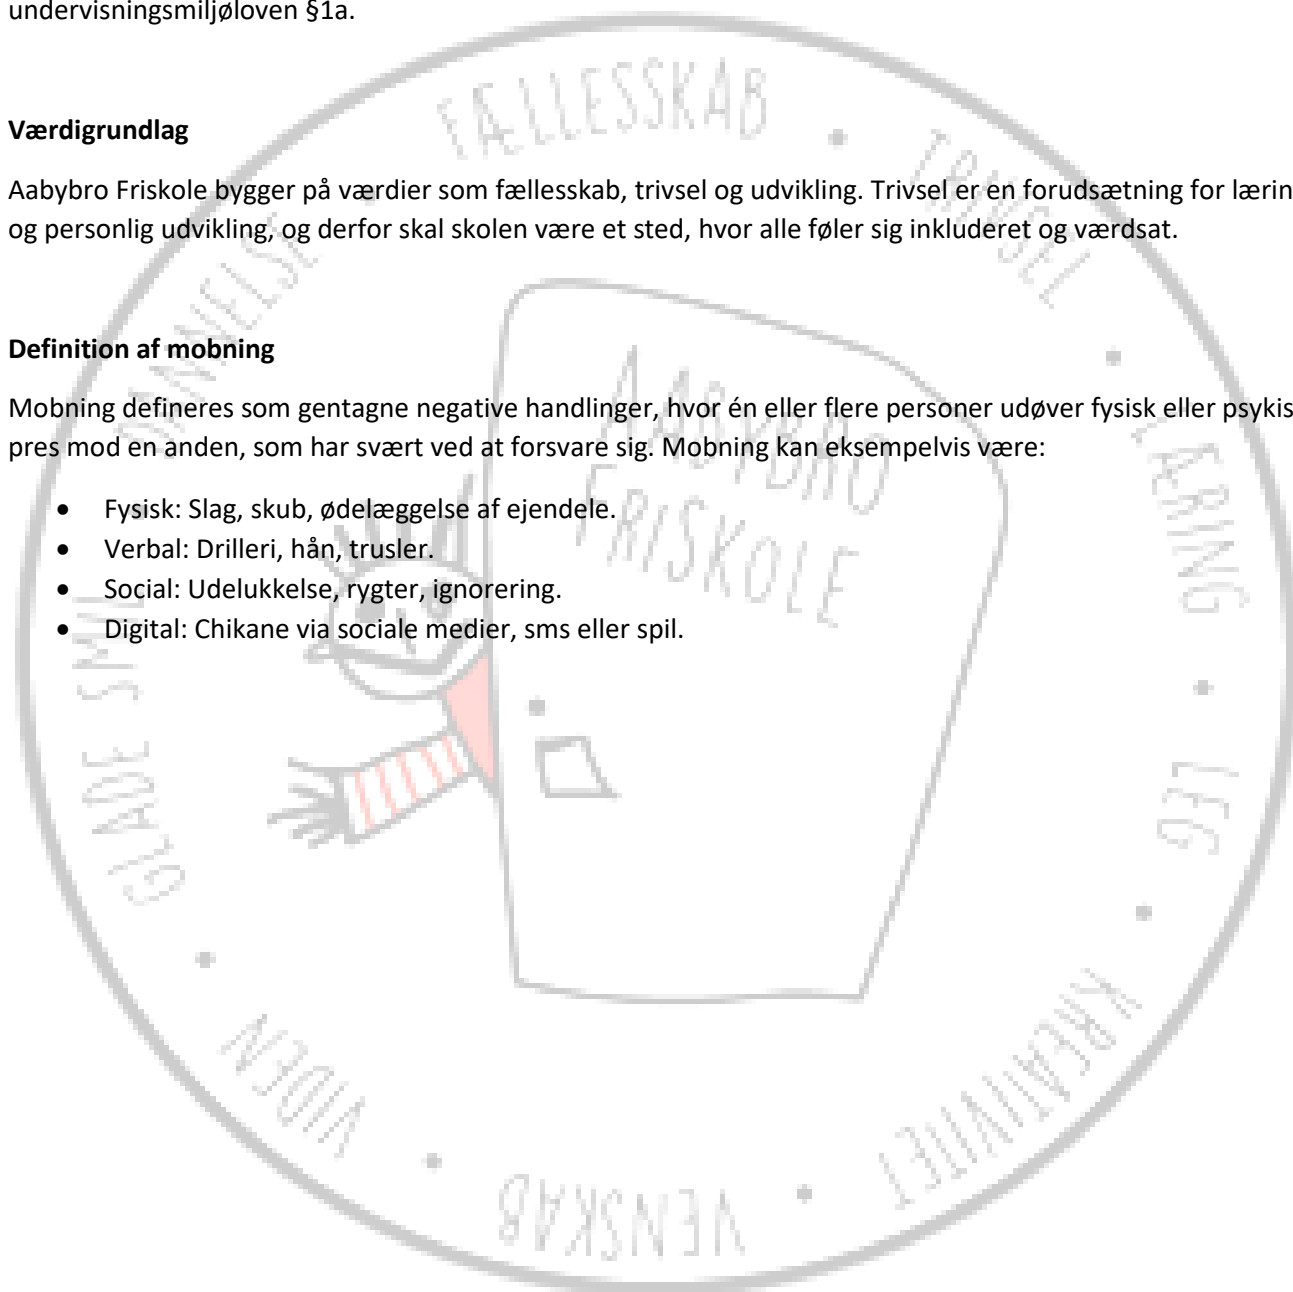 undervisningsmiljøloven §1a.
Værdigrundlag
Aabybro Friskole bygger på værdier som fællesskab, trivsel og udvikling. Trivsel er en forudsætning for lærin
og personlig udvikling, og derfor skal skolen være et sted, hvor alle føler sig inkluderet og værdsat.
Definition af mobning
Mobning defineres som gentagne negative handlinger, hvor én eller flere personer udøver fysisk eller psykis
pres mod en anden, som har svært ved at forsvare sig. Mobning kan eksempelvis være:
• Fysisk: Slag, skub, ødelæggelse af ejendele.
• Verbal: Drilleri, hån, trusler.
• Social: Udelukkelse, rygter, ignorering.
• Digital: Chikane via sociale medier, sms eller spil.
AABYBRO
FRISKOLE
FÆLLESSKAB • TRIVSEL • LÆRING • LEG • KREATIVITET • VENSKAB • VIDEN • GLADE SMIL • DANNELSE •